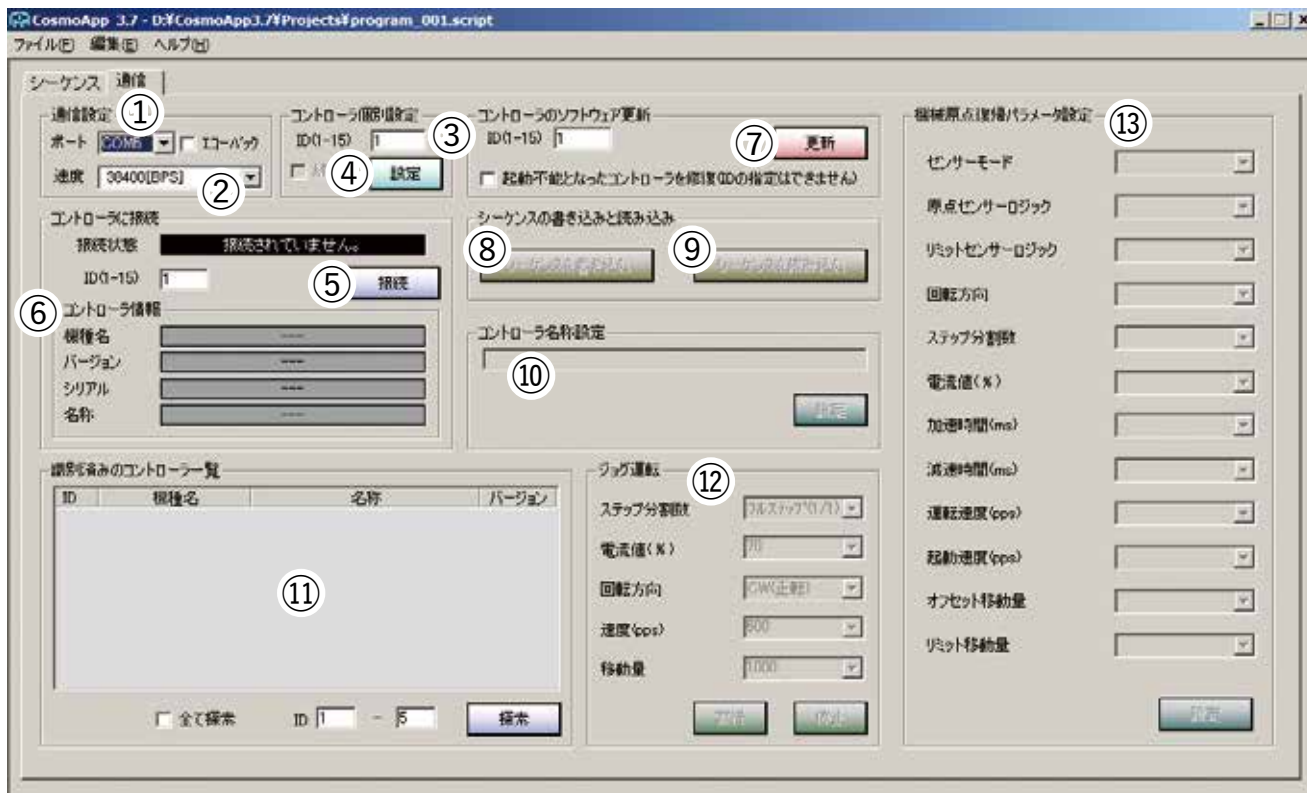 CosmoApp 3.7 - D:¥CosmoApp3.7¥Projects¥program_001.script
ファイル(F) 編集(E) ヘルプ(H)
シーケンス 通信
通信設定 ①
ポート COM6 エコーバック
速度 38400[BPS] ②
コントローラ個別設定
ID(1-15) 1 ③
④ 設定
コントローラのソフトウェア更新
ID(1-15) 1 ⑦ 更新
起動不能となったコントローラを修復(IDの指定はできません)
コントローラに接続
接続状態 接続されていません。
ID(1-15) 1 ⑤ 接続
⑥ コントローラ情報
機種名 ---
バージョン ---
シリアル ---
名称 ---
シーケンスの書き込みと読み込み
⑧ ⑨
コントローラ名称設定
⑩
設定
識別済みのコントローラ一覧
ID 機種名 名称 バージョン
⑪
全て探索 ID 1 - 5 探索
ジョグ運転 ⑫
ステップ分割数 フルステップ(1/1)
電流値(%) 70
回転方向 CW(正転)
速度(pps) 600
移動量 1000
機械原点復帰パラメータ設定 ⑬
センサーモード
原点センサーロジック
リミットセンサーロジック
回転方向
ステップ分割数
電流値(%)
加速時間(ms)
減速時間(ms)
運転速度(pps)
起動速度(pps)
オフセット移動量
リミット移動量
設定